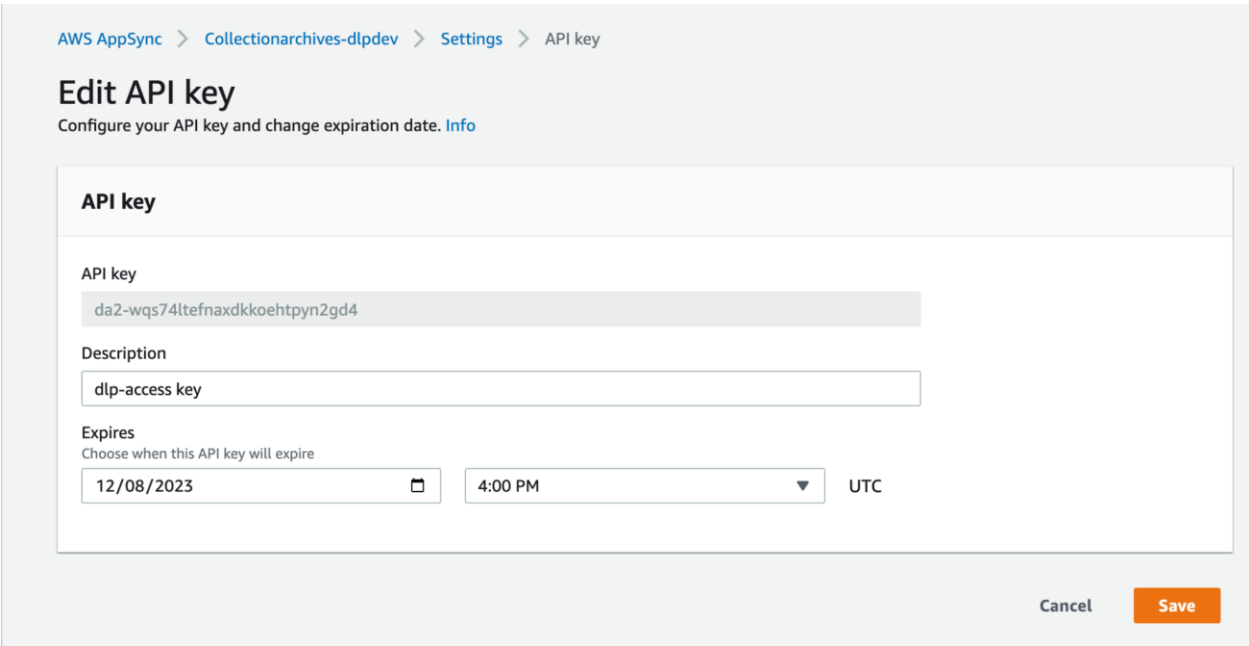 AWS AppSync > Collectionarchives-dlpdev > Settings > API key
Edit API key
Configure your API key and change expiration date. Info
API key
API key
da2-wqs74ltefnaxdkkoehtpyn2gd4
Description
dlp-access key
Expires
Choose when this API key will expire
12/08/2023 4:00 PM UTC
Cancel Save